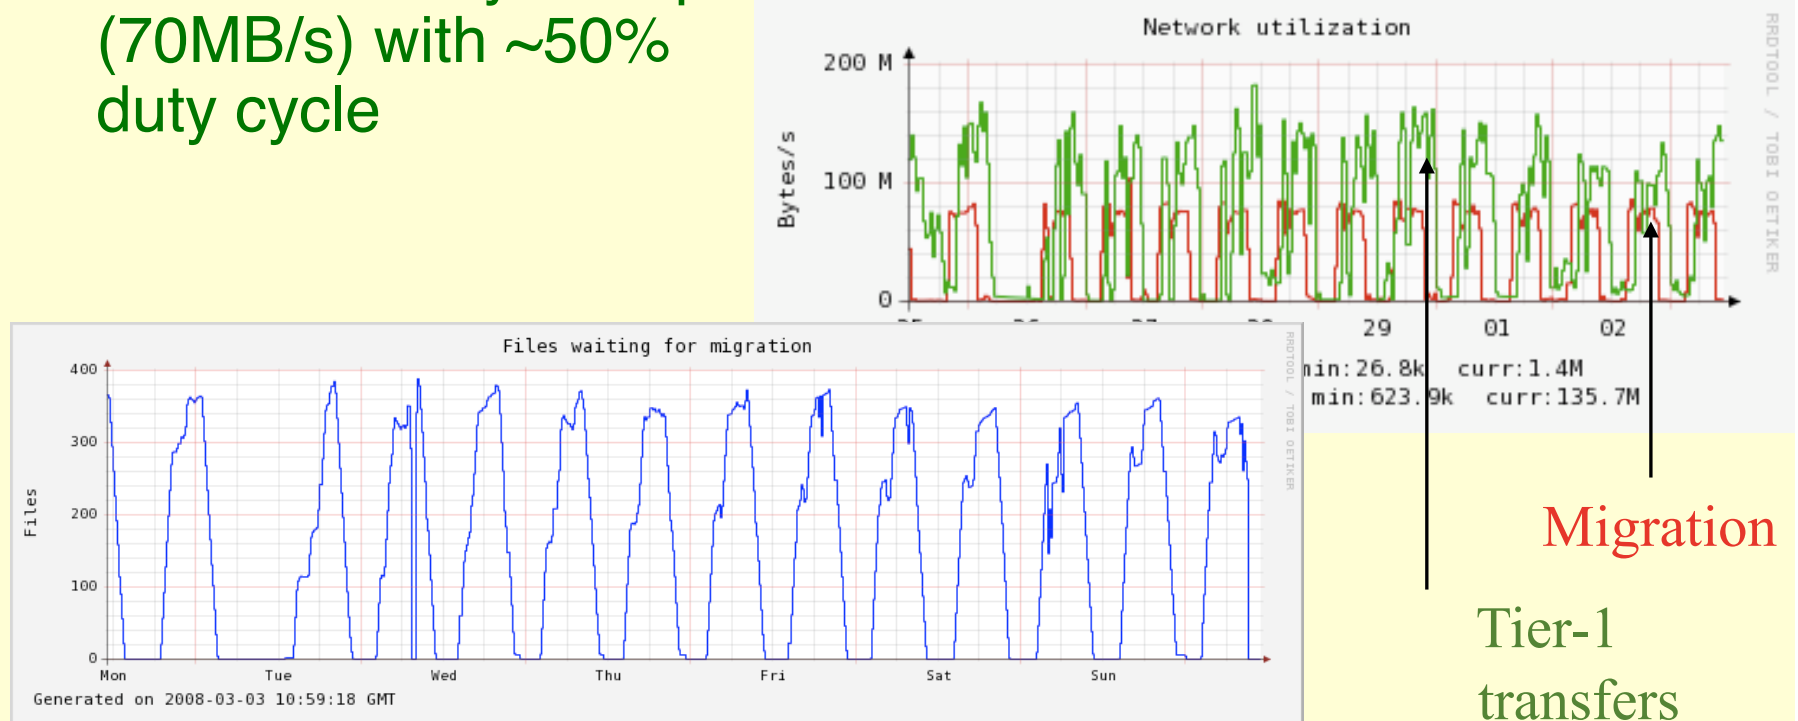 (70MB/s) with ~50%
duty cycle
Network utilization
200 M
100 M
0
Bytes/s
29 01 02
min:26.8k curr:1.4M
min:623.9k curr:135.7M
RRDTOOL / TOBI OETIKER
Files waiting for migration
400
300
200
100
0
Files
Mon Tue Wed Thu Fri Sat Sun
Generated on 2008-03-03 10:59:18 GMT
RRDTOOL / TOBI OETIKER
Migration
Tier-1
transfers